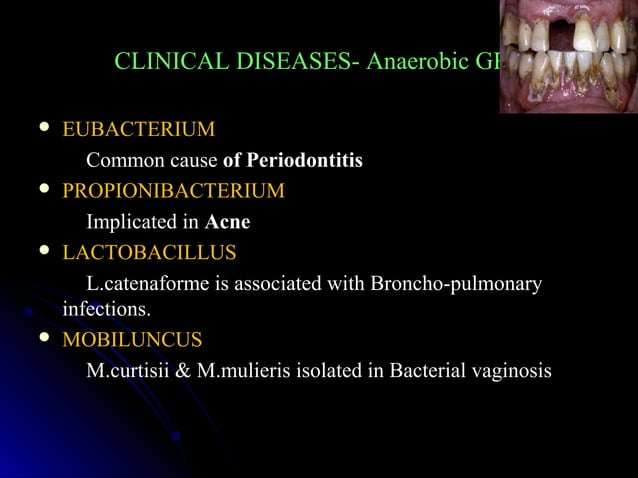 CLINICAL DISEASES- Anaerobic
• EUBACTERIUM
Common cause of Periodontitis
• PROPIONIBACTERIUM
Implicated in Acne
• LACTOBACILLUS
L.catenaforme is associated with Broncho-pulmonary
infections.
• MOBILUNCUS
M.curtisii & M.mulieris isolated in Bacterial vaginosis